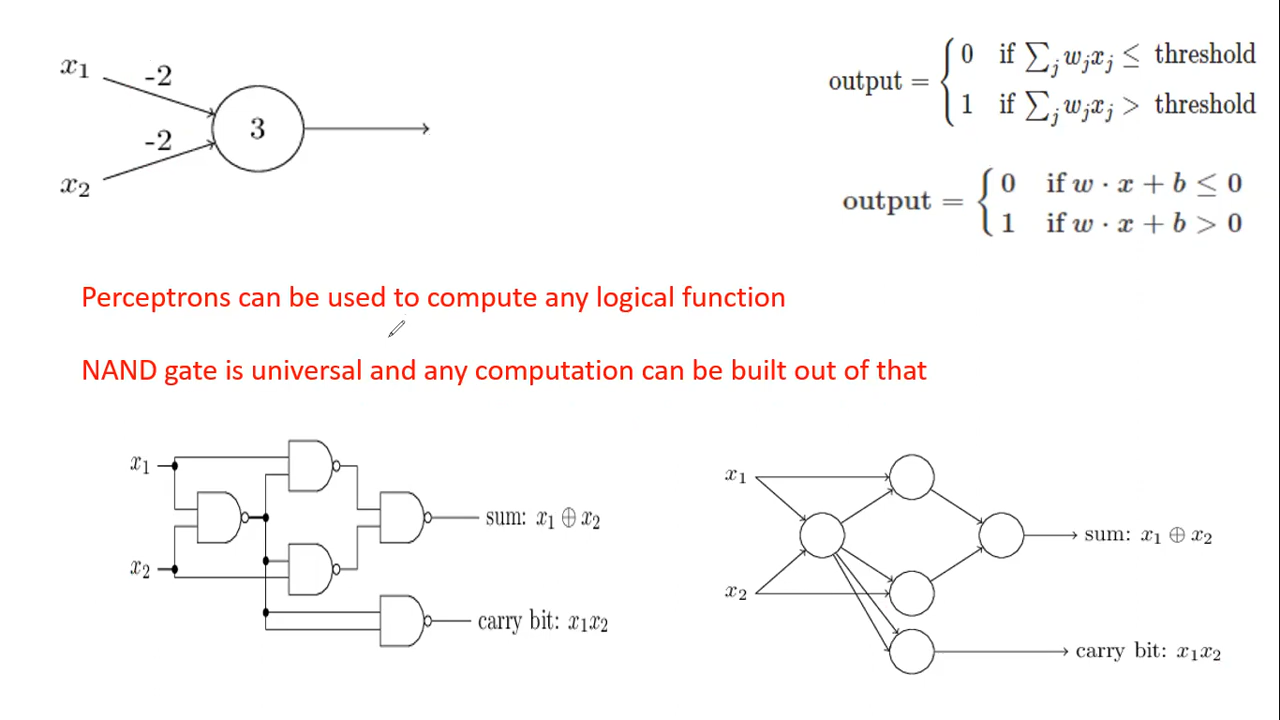 x₁
-2
3
-2
x₂
output = { 0 if ∑ⱼ wⱼxⱼ ≤ threshold
1 if ∑ⱼ wⱼxⱼ > threshold
output = { 0 if w · x + b ≤ 0
1 if w · x + b > 0
Perceptrons can be used to compute any logical function
NAND gate is universal and any computation can be built out of that
x₁
x₂
sum: x₁ ⊕ x₂
carry bit: x₁x₂
x₁
x₂
sum: x₁ ⊕ x₂
carry bit: x₁x₂